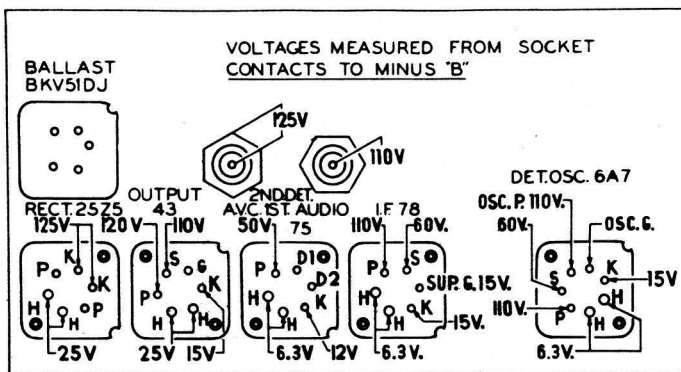 VOLTAGES MEASURED FROM SOCKET
CONTACTS TO MINUS "B"
BALLAST
BKV51DJ
125V
110V
RECT. 25Z5
125V
K
P
K
H
P
H
25V
OUTPUT
43
120V
110V
S
G
P
K
H
H
25V
15V
2NDDET.
A.V.C. 1ST. AUDIO
75
50V
P
D1
D2
H
K
H
6.3V
12V
I.F. 78
110V
60V.
P
S
SUP. G. 15V.
H
K
H
15V.
6.3V.
DET.OSC. 6A7
OSC. P. 110V.
60V.
OSC. G.
K
15V
S
H
110V.
P
H
6.3V.